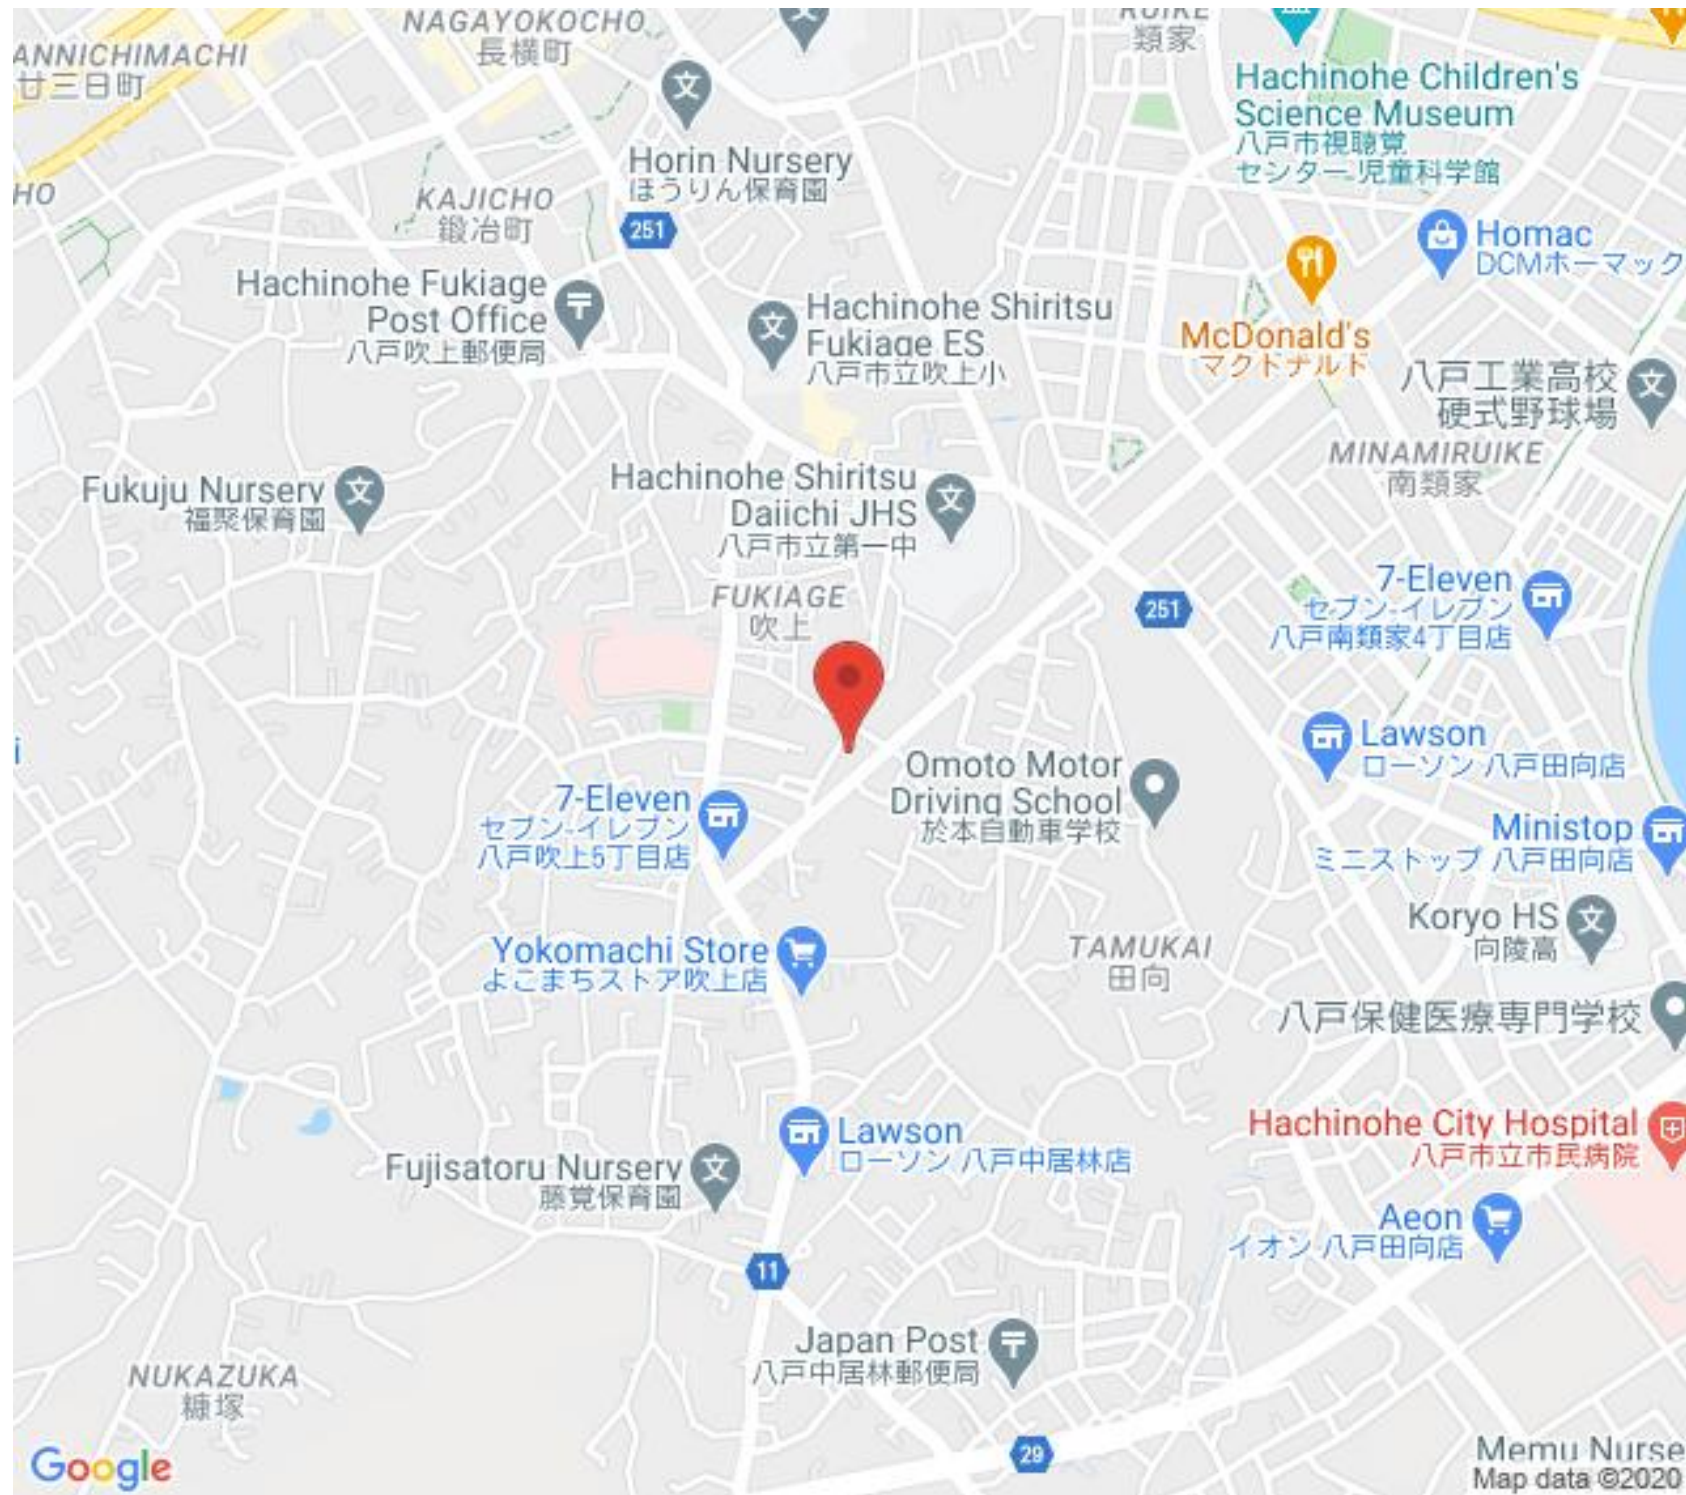 NAGAYOKOCHO
長横町
ANNICHIMACHI
廿三日町
RUIKE
類家
Hachinohe Children's
Science Museum
八戸市視聴覚
センター児童科学館
Horin Nursery
ほうりん保育園
HO
KAJICHO
鍛冶町
251
Homac
DCMホーマック
Hachinohe Fukiage
Post Office
八戸吹上郵便局
Hachinohe Shiritsu
Fukiage ES
八戸市立吹上小
McDonald's
マクドナルド
八戸工業高校
硬式野球場
MINAMIRUIKE
南類家
Fukuju Nursery
福聚保育園
Hachinohe Shiritsu
Daiichi JHS
八戸市立第一中
FUKIAGE
吹上
251
7-Eleven
セブン-イレブン
八戸南類家4丁目店
i
Lawson
ローソン 八戸田向店
Omoto Motor
Driving School
於本自動車学校
7-Eleven
セブン-イレブン
八戸吹上5丁目店
Ministop
ミニストップ 八戸田向店
Koryo HS
向陵高
Yokomachi Store
よこまちストア吹上店
TAMUKAI
田向
八戸保健医療専門学校
Lawson
ローソン 八戸中居林店
Hachinohe City Hospital
八戸市立市民病院
Fujisatoru Nursery
藤覚保育園
Aeon
イオン 八戸田向店
11
Japan Post
八戸中居林郵便局
NUKAZUKA
糠塚
29
Google
Memu Nurse
Map data ©2020